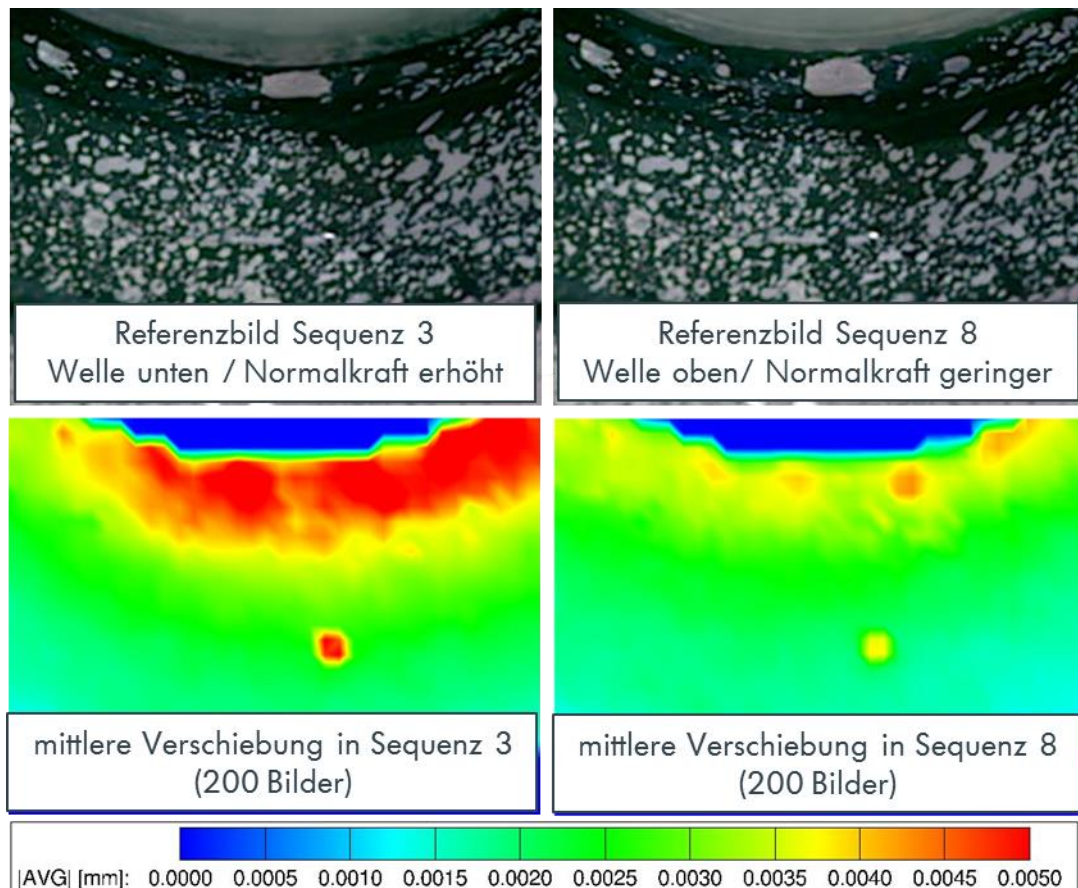 Referenzbild Sequenz 3
Welle unten / Normalkraft erhöht
Referenzbild Sequenz 8
Welle oben/ Normalkraft geringer
mittlere Verschiebung in Sequenz 3
(200 Bilder)
mittlere Verschiebung in Sequenz 8
(200 Bilder)
|AVG| [mm]: 0.0000 0.0005 0.0010 0.0015 0.0020 0.0025 0.0030 0.0035 0.0040 0.0045 0.0050